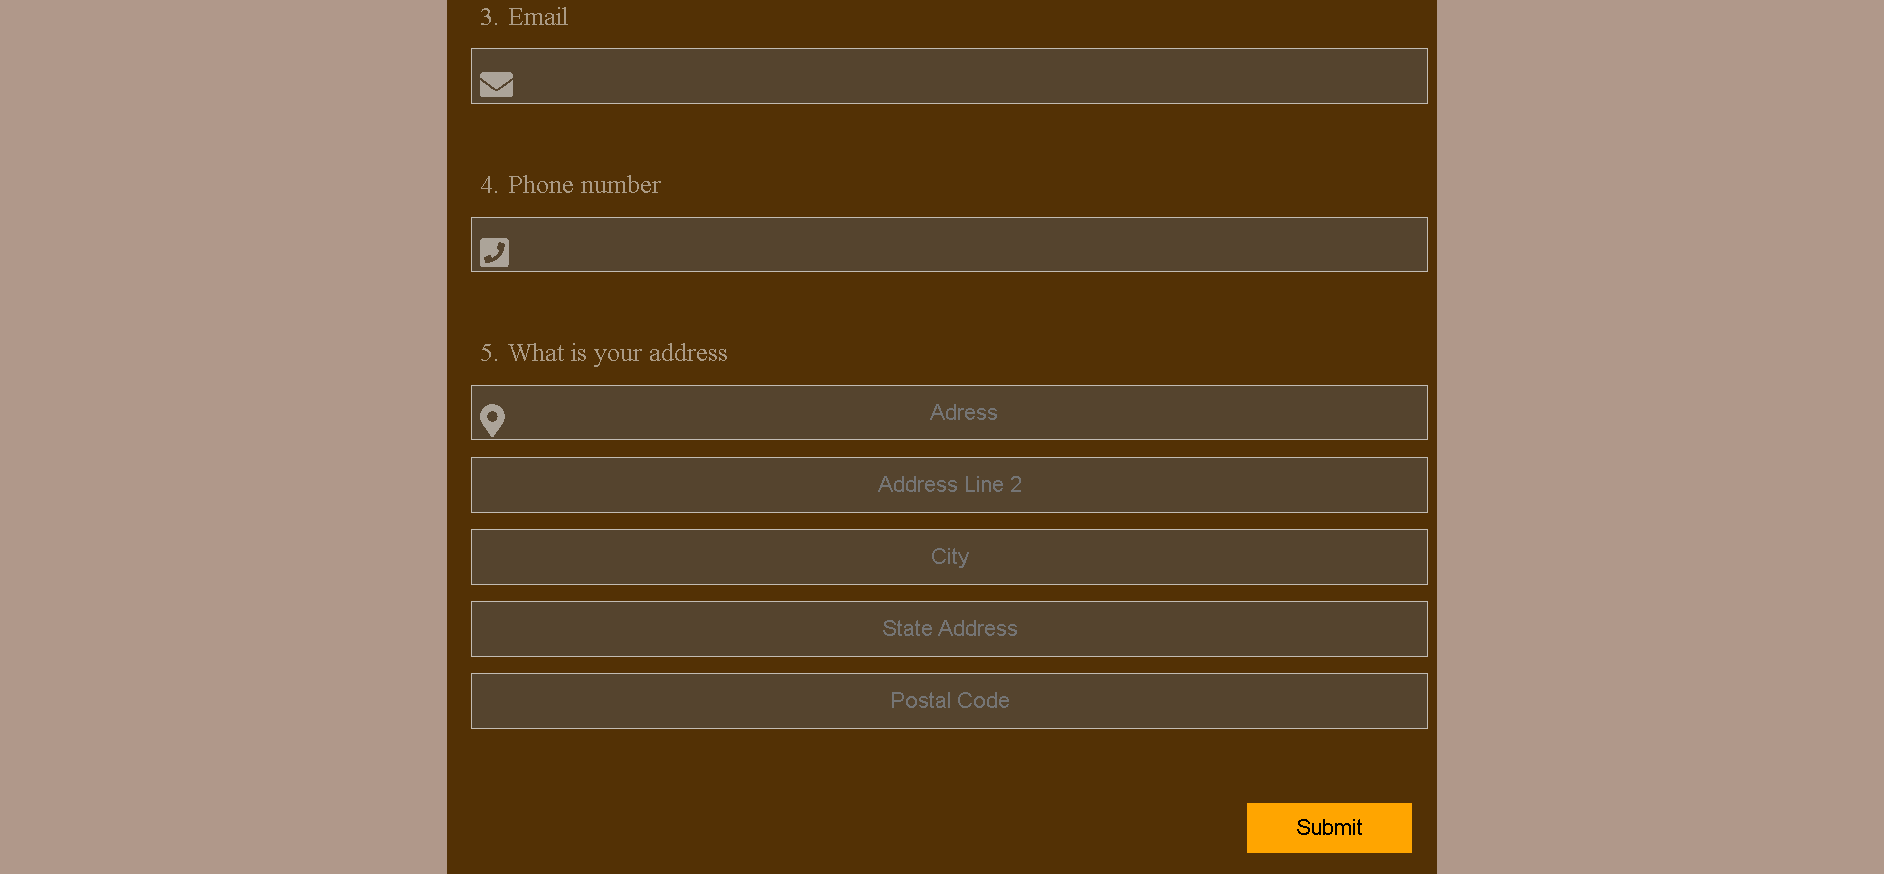 3. Email
4. Phone number
5. What is your address
Adress
Address Line 2
City
State Address
Postal Code
Submit